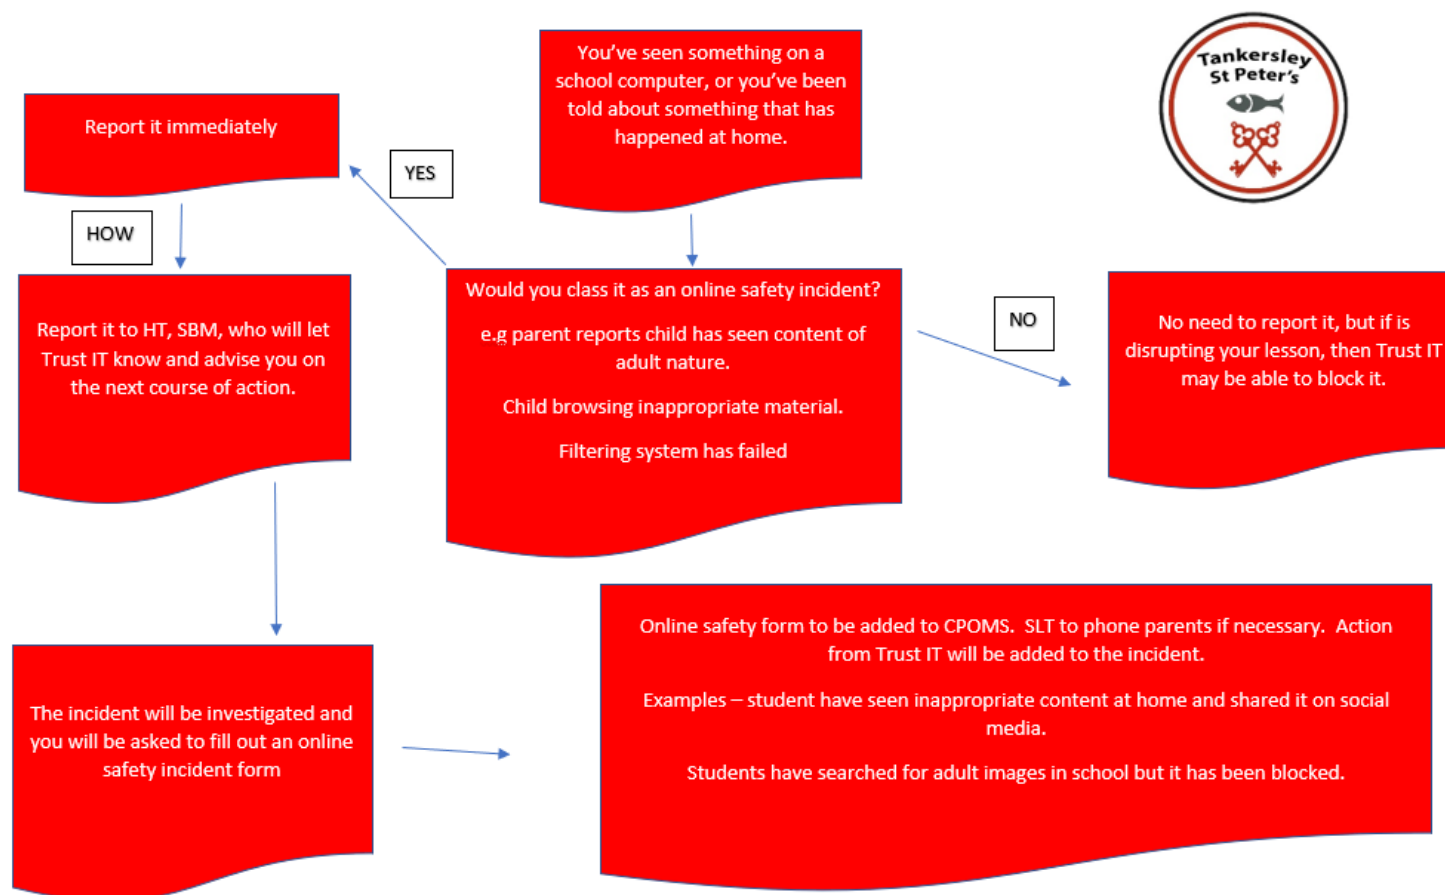 You've seen something on a
school computer, or you've been
told about something that has
happened at home.
Tankersley
St Peter's
Report it immediately
YES
HOW
Would you class it as an online safety incident?
e.g parent reports child has seen content of
adult nature.
Child browsing inappropriate material.
Filtering system has failed
NO
No need to report it, but if is
disrupting your lesson, then Trust IT
may be able to block it.
Report it to HT, SBM, who will let
Trust IT know and advise you on
the next course of action.
The incident will be investigated and
you will be asked to fill out an online
safety incident form
Online safety form to be added to CPOMS.  SLT to phone parents if necessary.  Action
from Trust IT will be added to the incident.
Examples – student have seen inappropriate content at home and shared it on social
media.
Students have searched for adult images in school but it has been blocked.